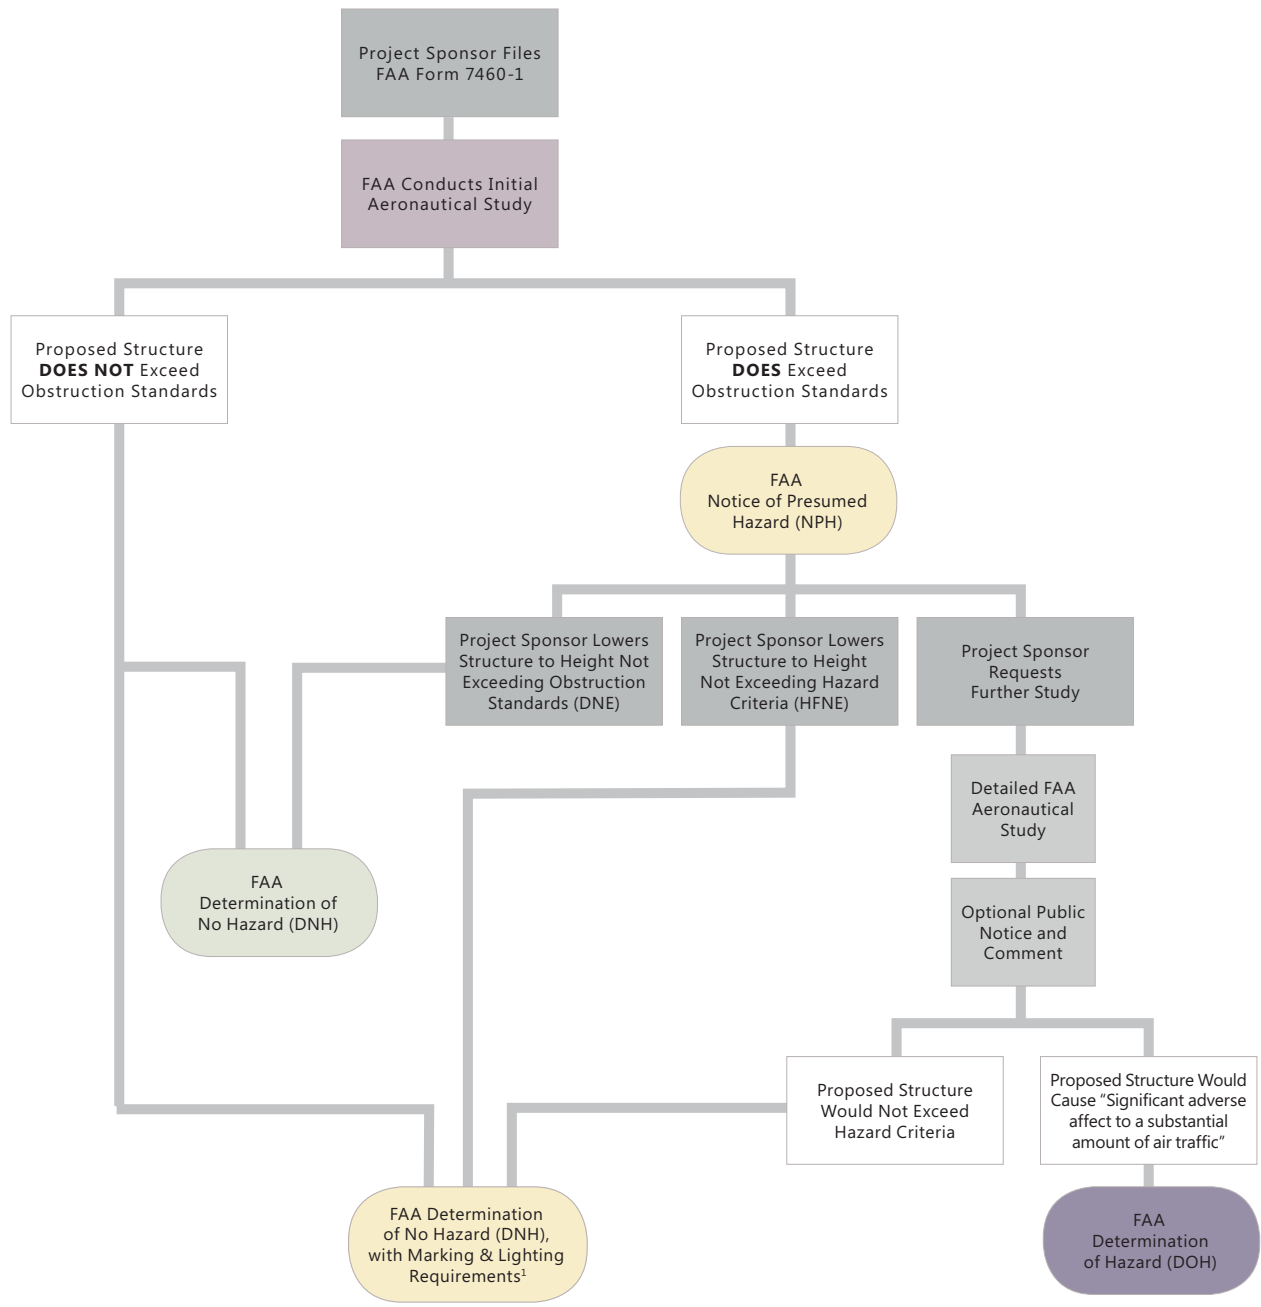 Project Sponsor Files
FAA Form 7460-1
FAA Conducts Initial
Aeronautical Study
Proposed Structure
DOES NOT Exceed
Obstruction Standards
Proposed Structure
DOES Exceed
Obstruction Standards
FAA
Notice of Presumed
Hazard (NPH)
Project Sponsor Lowers
Structure to Height Not
Exceeding Obstruction
Standards (DNE)
Project Sponsor Lowers
Structure to Height
Not Exceeding Hazard
Criteria (HFNE)
Project Sponsor
Requests
Further Study
Detailed FAA
Aeronautical
Study
FAA
Determination of
No Hazard (DNH)
Optional Public
Notice and
Comment
Proposed Structure
Would Not Exceed
Hazard Criteria
Proposed Structure Would
Cause “Significant adverse
affect to a substantial
amount of air traffic”
FAA Determination
of No Hazard (DNH),
with Marking & Lighting
Requirements¹
FAA
Determination
of Hazard (DOH)